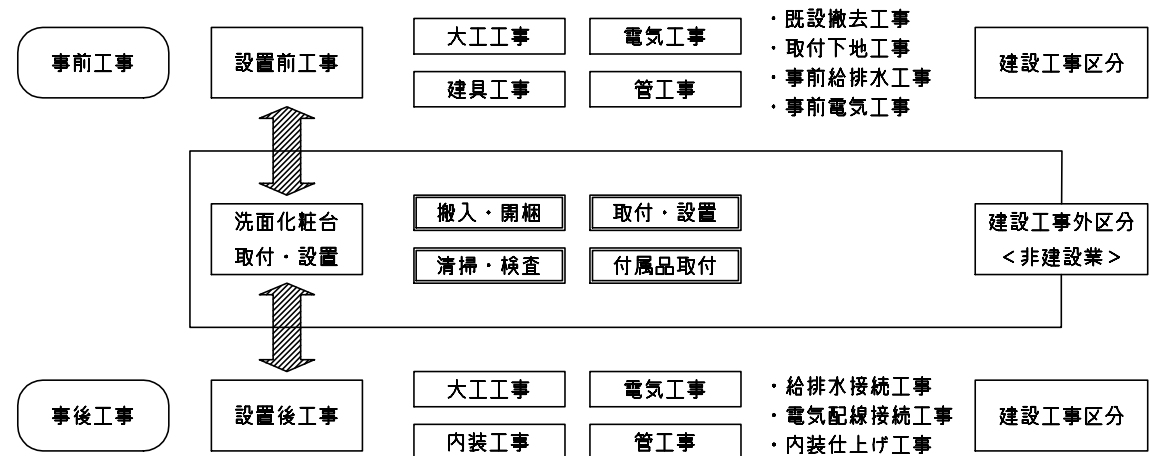 事前工事
設置前工事
大工工事
電気工事
建具工事
管工事
・既設撤去工事
・取付下地工事
・事前給排水工事
・事前電気工事
建設工事区分
洗面化粧台
取付・設置
搬入・開梱
取付・設置
清掃・検査
付属品取付
建設工事外区分
＜非建設業＞
事後工事
設置後工事
大工工事
電気工事
内装工事
管工事
・給排水接続工事
・電気配線接続工事
・内装仕上げ工事
建設工事区分